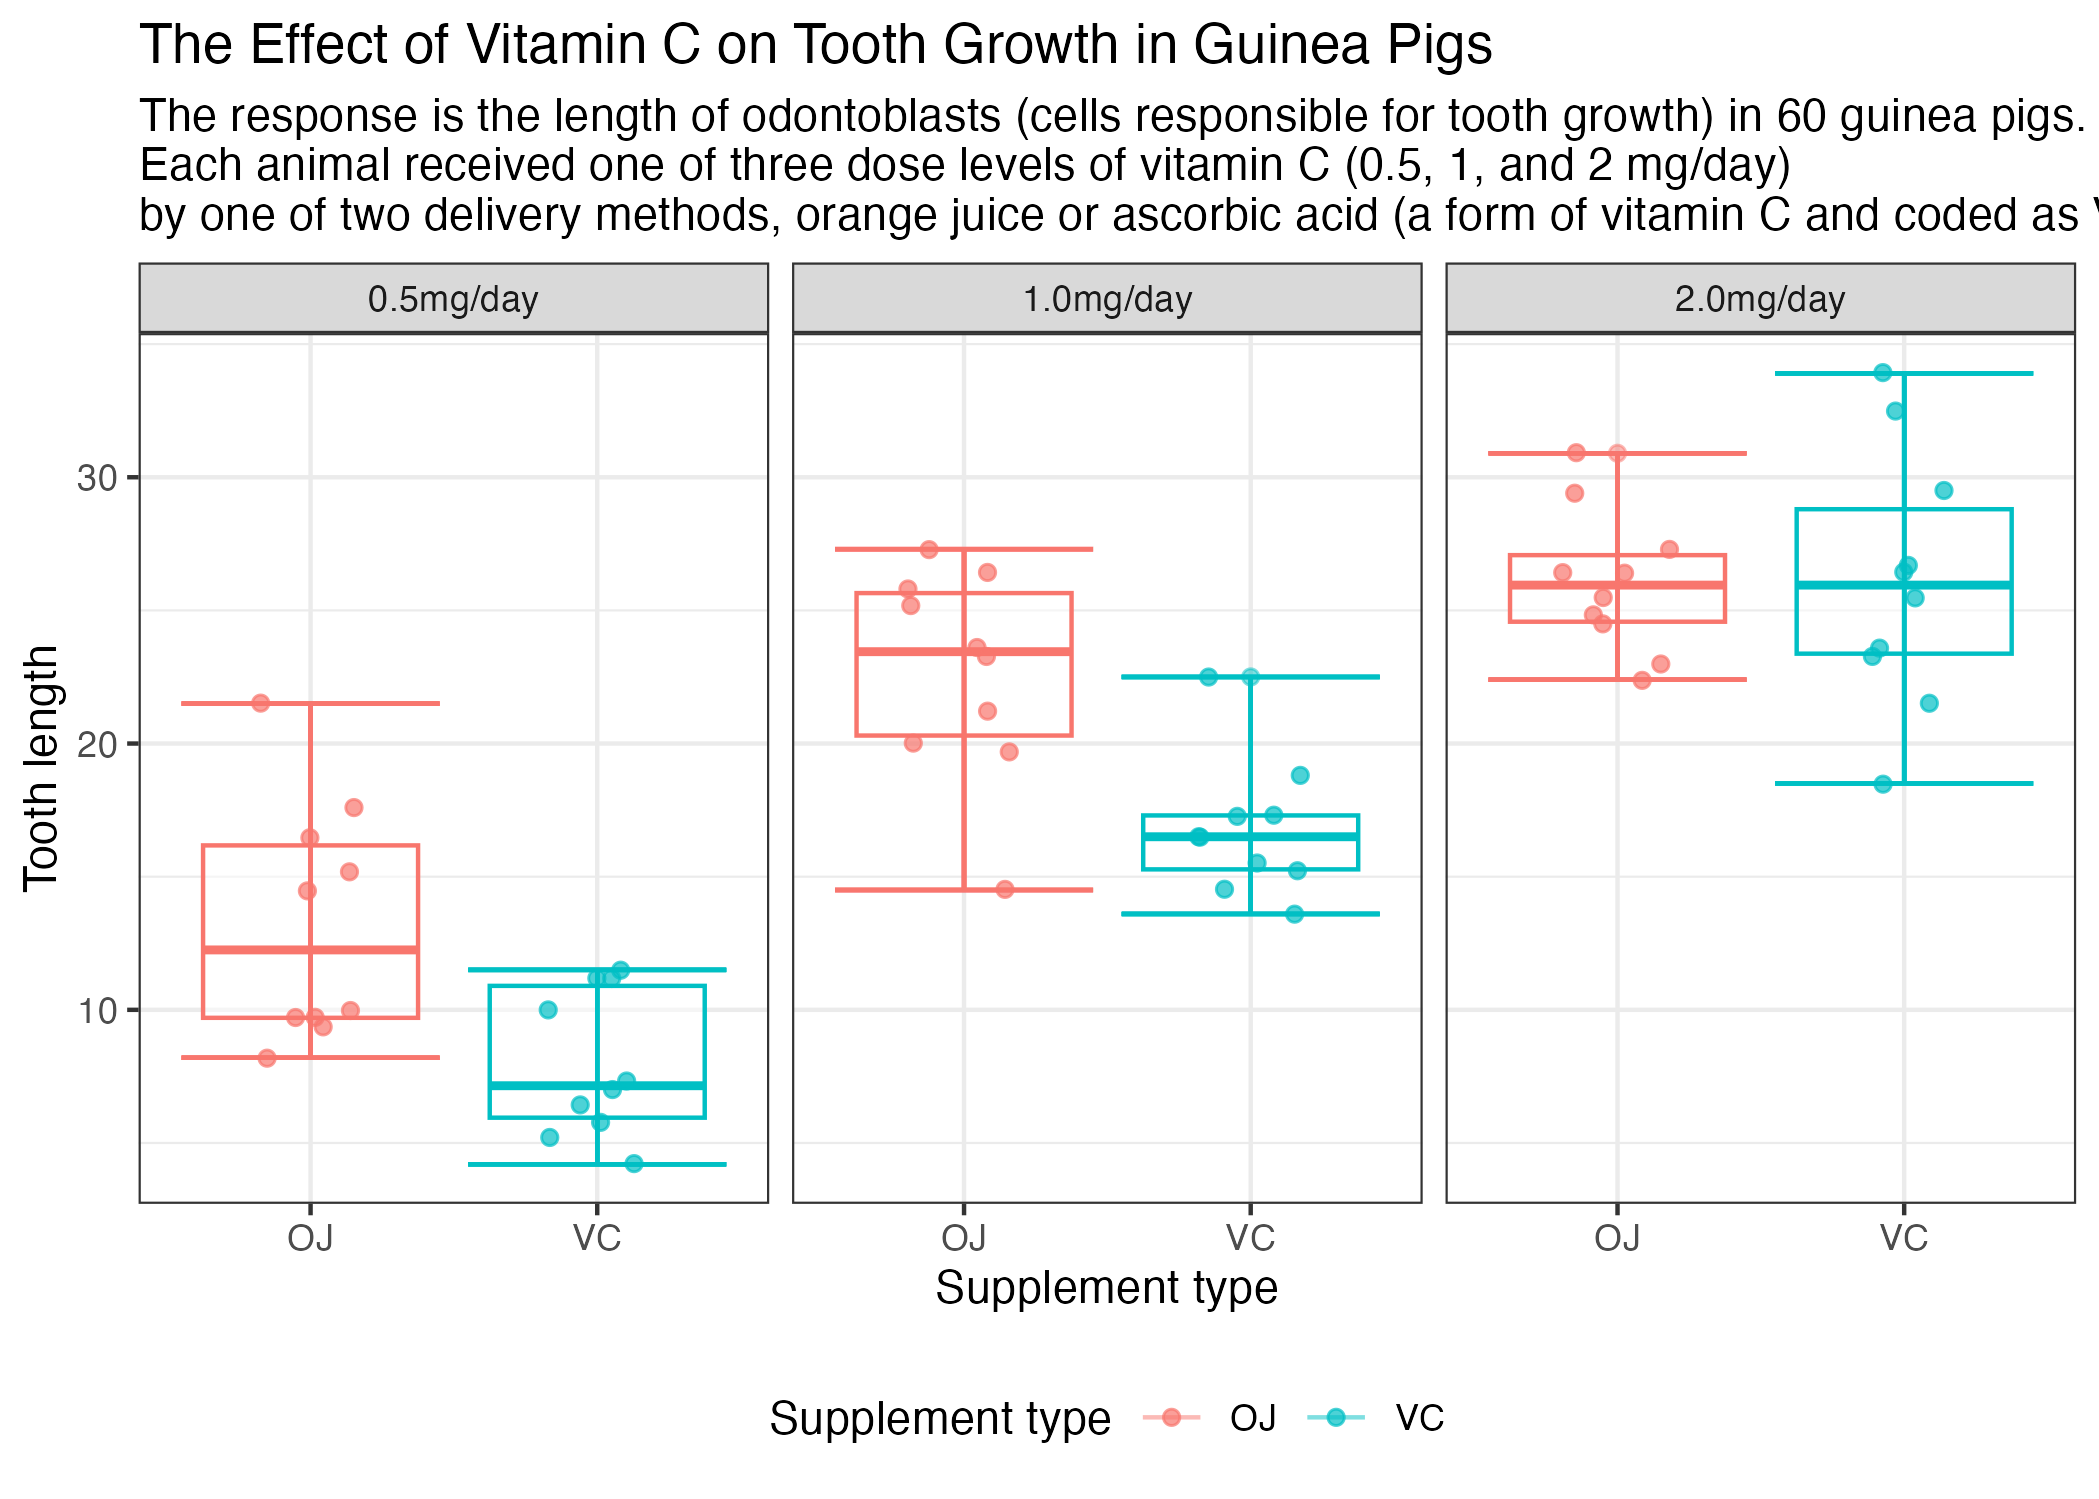 The Effect of Vitamin C on Tooth Growth in Guinea Pigs
The response is the length of odontoblasts (cells responsible for tooth growth) in 60 guinea pigs.
Each animal received one of three dose levels of vitamin C (0.5, 1, and 2 mg/day)
by one of two delivery methods, orange juice or ascorbic acid (a form of vitamin C and coded as
0.5mg/day
1.0mg/day
2.0mg/day
Tooth length
30
20
10
OJ
VC
OJ
VC
OJ
VC
Supplement type
Supplement type
OJ
VC